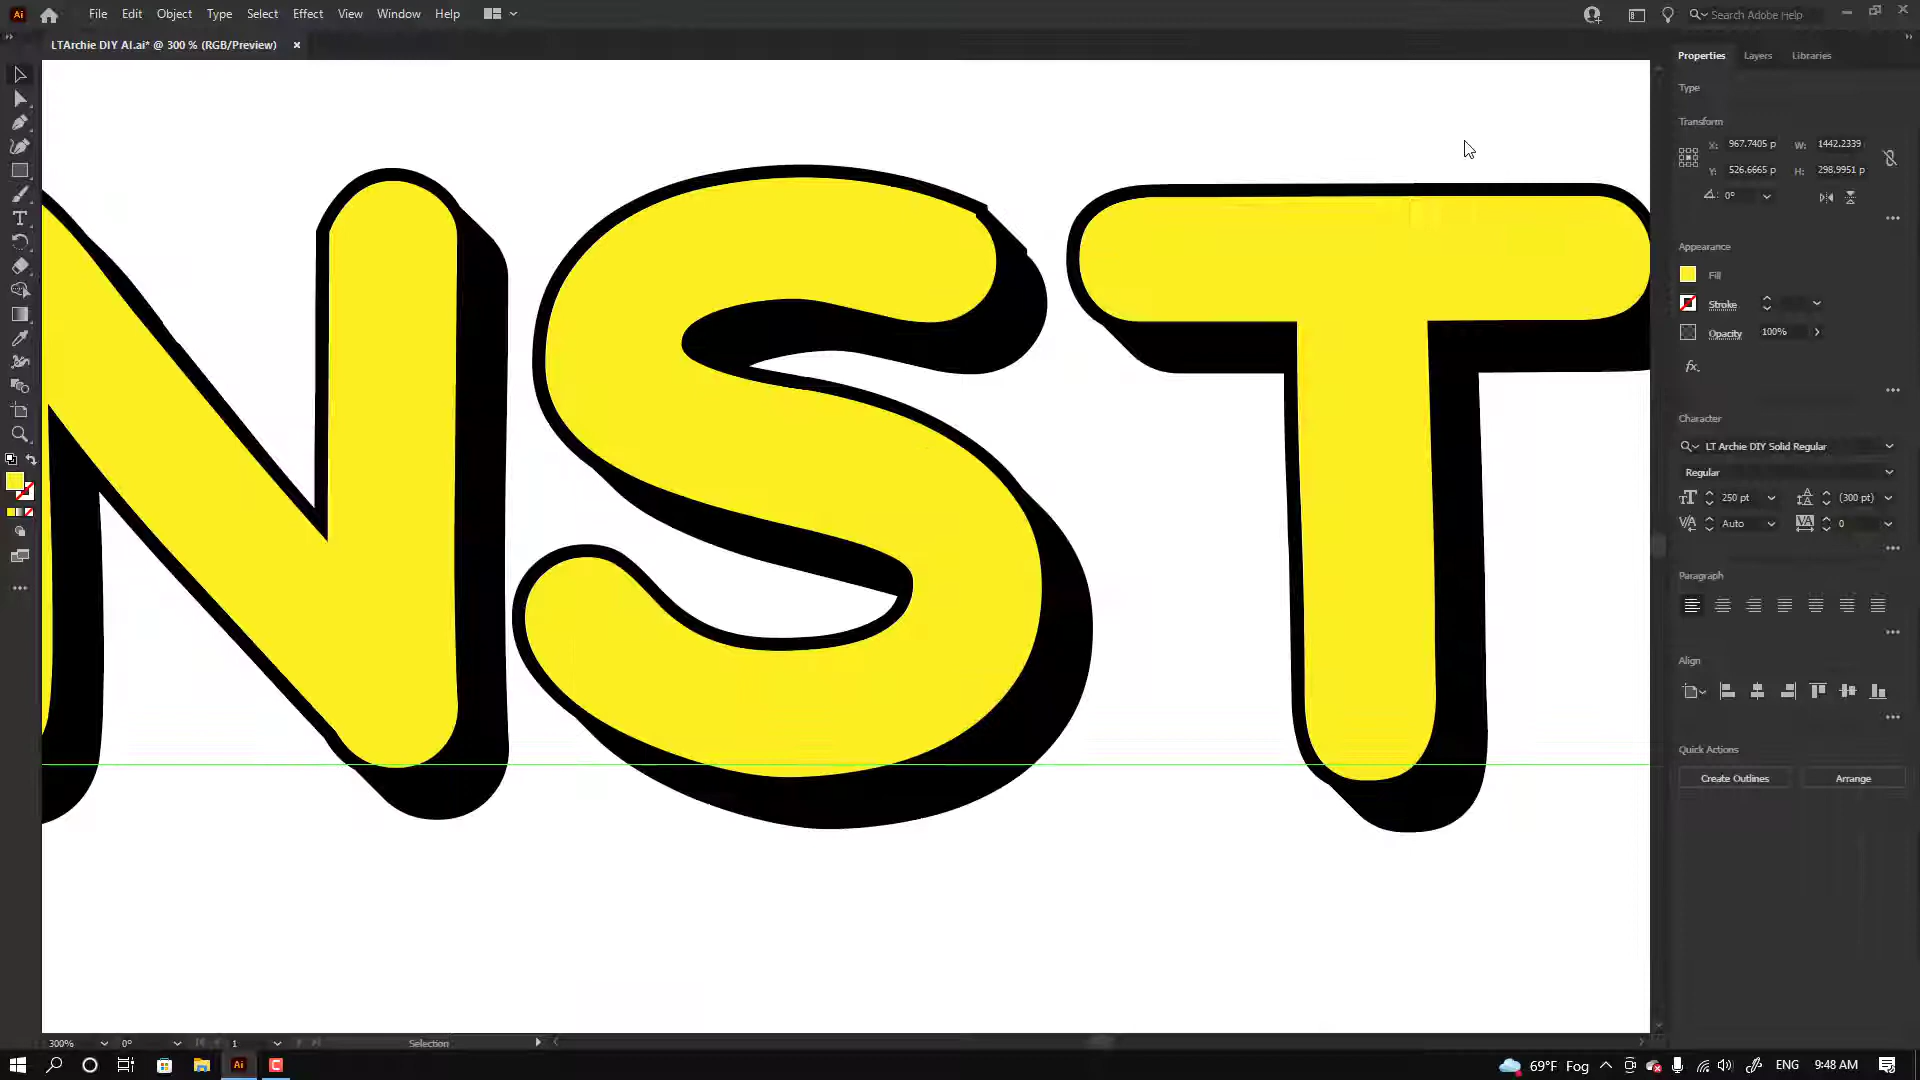 Ai File Edit Object Type Select Effect View Window Help Search Adobe Help
LTArchie DIY AI.ai* @ 300 % (RGB/Preview) ×
Properties Layers Libraries
Type
Transform
X: 967.7405 p W: 1442.2339
Y: 526.6665 p H: 298.9951 p
0°
Appearance
Fill
Stroke
Opacity 100%
fx.
Character
LT Archie DIY Solid Regular
Regular
250 pt (300 pt)
Auto 0
Paragraph
Align
Quick Actions
Create Outlines Arrange
NST
300% 0° 1 Selection
Ai C 69°F Fog ENG 9:48 AM